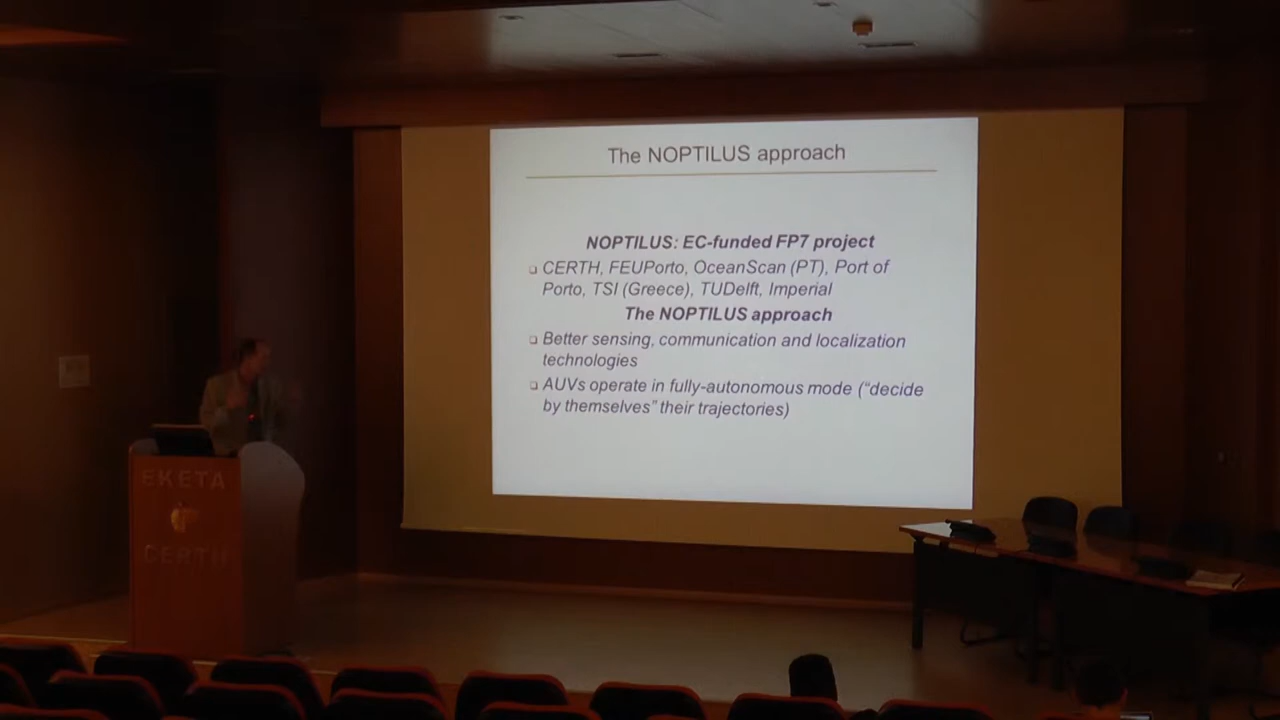 The NOPTILUS approach
NOPTILUS: EC-funded FP7 project
CERTH, FEUPorto, OceanScan (PT), Port of
Porto, TSI (Greece), TUDelft, Imperial
The NOPTILUS approach
Better sensing, communication and localization
technologies
AUVs operate in fully-autonomous mode (“decide
by themselves” their trajectories)
EKETA
CERTH